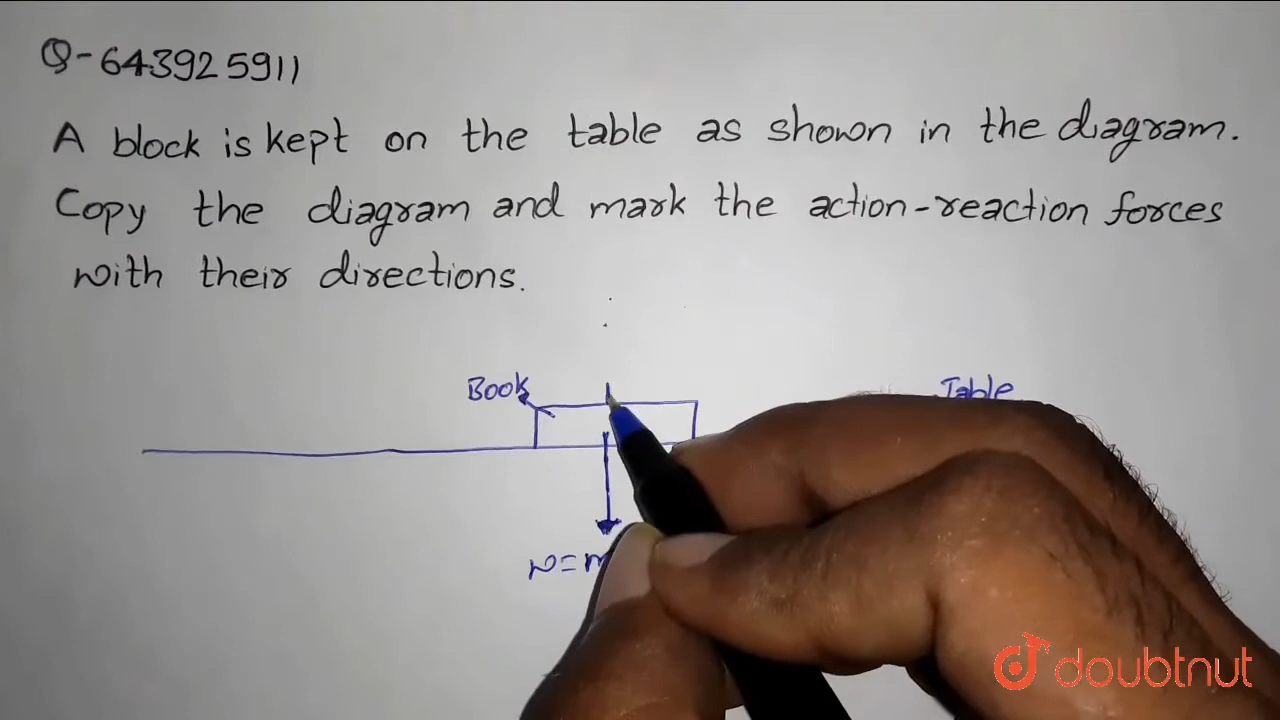 Q-643925911
A block is kept on the table as shown in the diagram.
Copy the diagram and mark the action-reaction forces
with their directions.
Book
Table
doubtnut